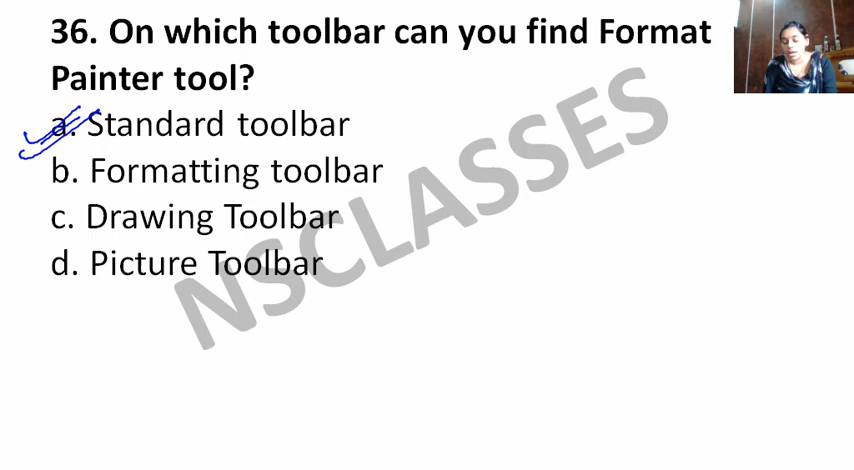 36. On which toolbar can you find Format
Painter tool?
a. Standard toolbar
b. Formatting toolbar
c. Drawing Toolbar
d. Picture Toolbar
NSCLASSES